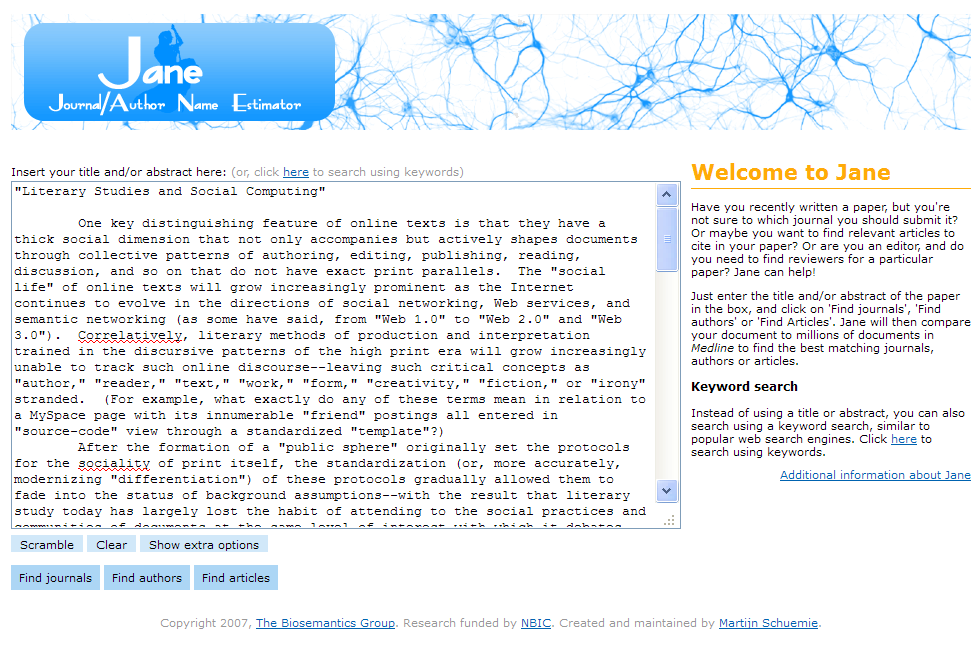 Jane
Journal/Author Name Estimator
Insert your title and/or abstract here: (or, click here to search using keywords)
"Literary Studies and Social Computing"
One key distinguishing feature of online texts is that they have a
thick social dimension that not only accompanies but actively shapes documents
through collective patterns of authoring, editing, publishing, reading,
discussion, and so on that do not have exact print parallels.  The "social
life" of online texts will grow increasingly prominent as the Internet
continues to evolve in the directions of social networking, Web services, and
semantic networking (as some have said, from "Web 1.0" to "Web 2.0" and "Web
3.0").  Correlatively, literary methods of production and interpretation
trained in the discursive patterns of the high print era will grow increasingly
unable to track such online discourse--leaving such critical concepts as
"author," "reader," "text," "work," "form," "creativity," "fiction," or "irony"
stranded.  (For example, what exactly do any of these terms mean in relation to
a MySpace page with its innumerable "friend" postings all entered in
"source-code" view through a standardized "template"?)
After the formation of a "public sphere" originally set the protocols
for the sociality of print itself, the standardization (or, more accurately,
modernizing "differentiation") of these protocols gradually allowed them to
fade into the status of background assumptions--with the result that literary
study today has largely lost the habit of attending to the social practices and
communities of documents at the same level of interest with which it debates
Scramble
Clear
Show extra options
Find journals
Find authors
Find articles
Welcome to Jane
Have you recently written a paper, but you're
not sure to which journal you should submit it?
Or maybe you want to find relevant articles to
cite in your paper? Or are you an editor, and do
you need to find reviewers for a particular
paper? Jane can help!
Just enter the title and/or abstract of the paper
in the box, and click on 'Find journals', 'Find
authors' or 'Find Articles'. Jane will then compare
your document to millions of documents in
Medline to find the best matching journals,
authors or articles.
Keyword search
Instead of using a title or abstract, you can also
search using a keyword search, similar to
popular web search engines. Click here to
search using keywords.
Additional information about Jane
Copyright 2007, The Biosemantics Group. Research funded by NBIC. Created and maintained by Martijn Schuemie.